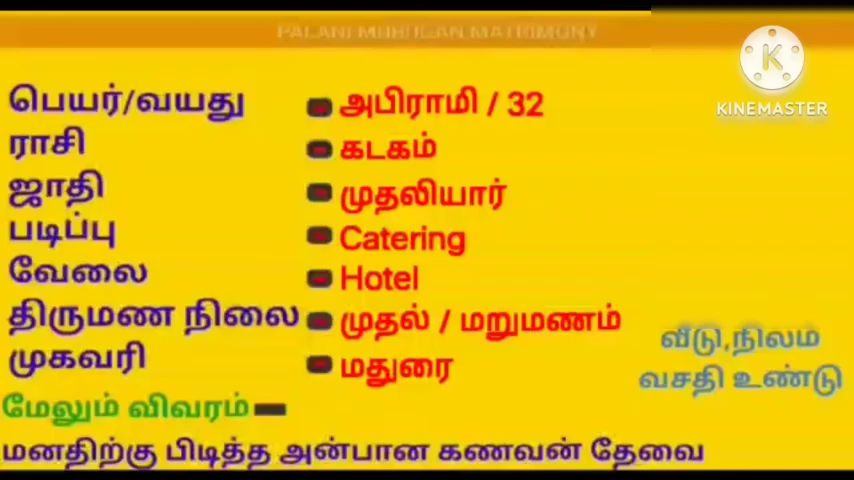 PALANI MURUGAN MATRIMONY
KINEMASTER
பெயர்/வயது - அபிராமி / 32
ராசி - கடகம்
ஜாதி - முதலியார்
படிப்பு - Catering
வேலை - Hotel
திருமண நிலை - முதல் / மறுமணம்
முகவரி - மதுரை
வீடு,நிலம்
வசதி உண்டு
மேலும் விவரம் -
மனதிற்கு பிடித்த அன்பான கணவன் தேவை